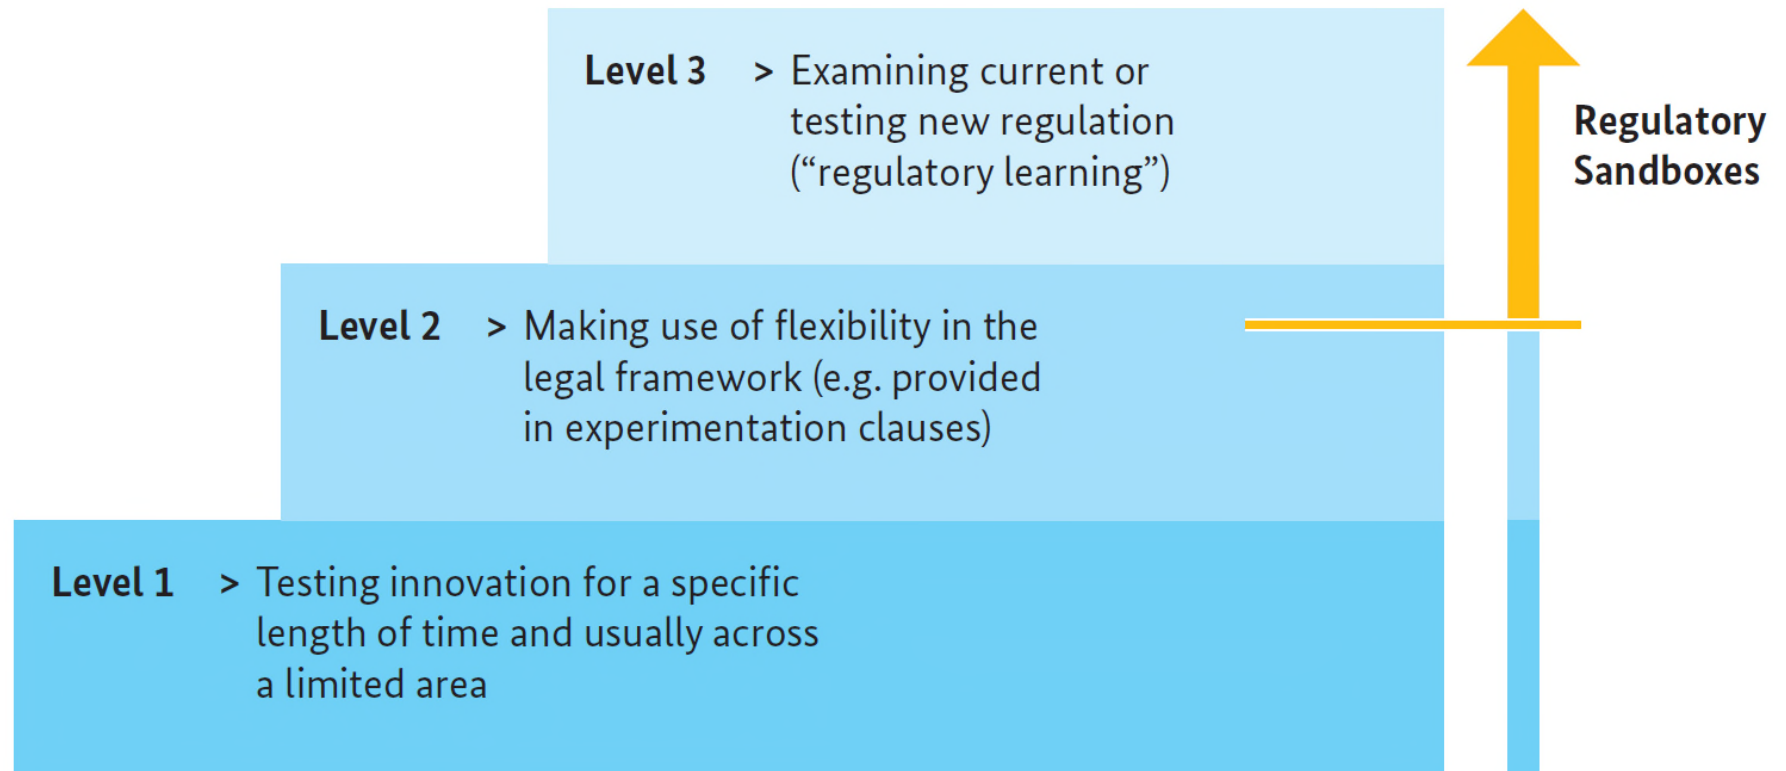 Level 3 > Examining current or
testing new regulation
(“regulatory learning”)
Regulatory
Sandboxes
Level 2 > Making use of flexibility in the
legal framework (e.g. provided
in experimentation clauses)
Level 1 > Testing innovation for a specific
length of time and usually across
a limited area